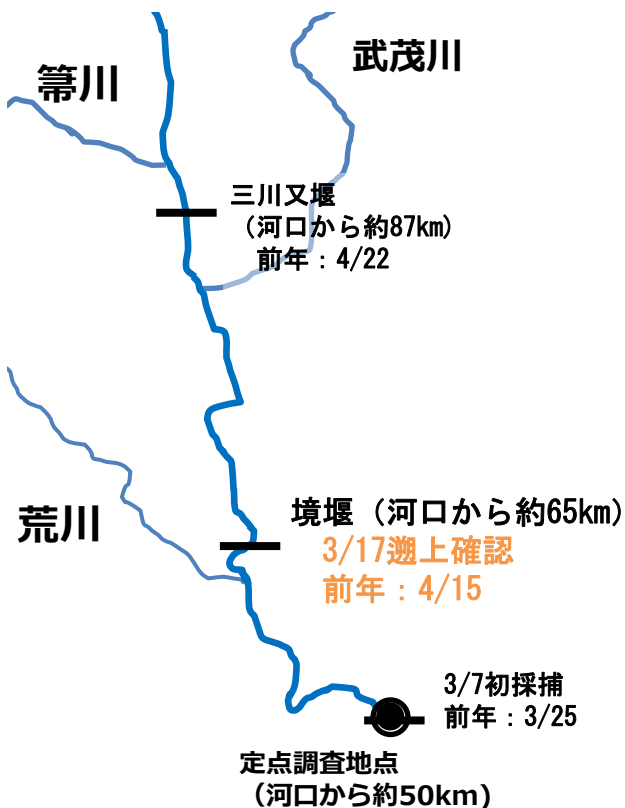 箒川
武茂川
三川又堰
(河口から約87km)
前年：4/22
荒川
境堰（河口から約65km）
3/17遡上確認
前年：4/15
3/7初採捕
前年：3/25
定点調査地点
（河口から約50km)